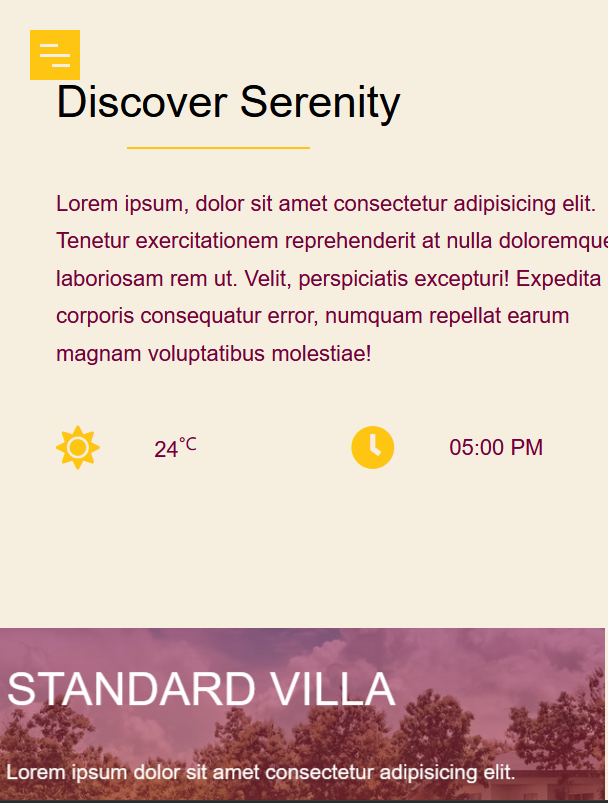 Discover Serenity
Lorem ipsum, dolor sit amet consectetur adipisicing elit.
Tenetur exercitationem reprehenderit at nulla doloremque
laboriosam rem ut. Velit, perspiciatis excepturi! Expedita
corporis consequatur error, numquam repellat earum
magnam voluptatibus molestiae!
24°C
05:00 PM
STANDARD VILLA
Lorem ipsum dolor sit amet consectetur adipisicing elit.